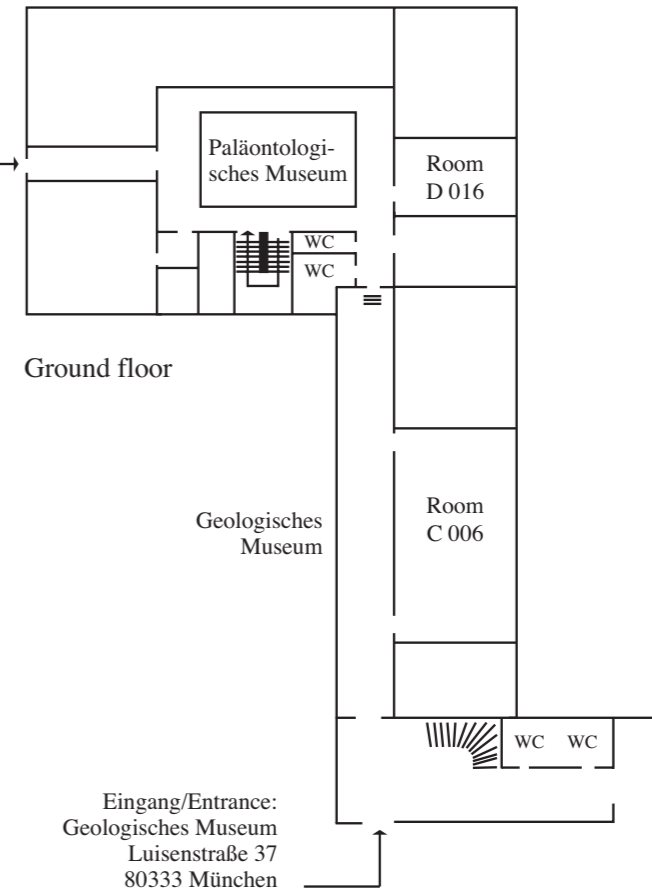 Paläontologi-
sches Museum
Room
D 016
WC
WC
Ground floor
Geologisches
Museum
Room
C 006
WC WC
Eingang/Entrance:
Geologisches Museum
Luisenstraße 37
80333 München